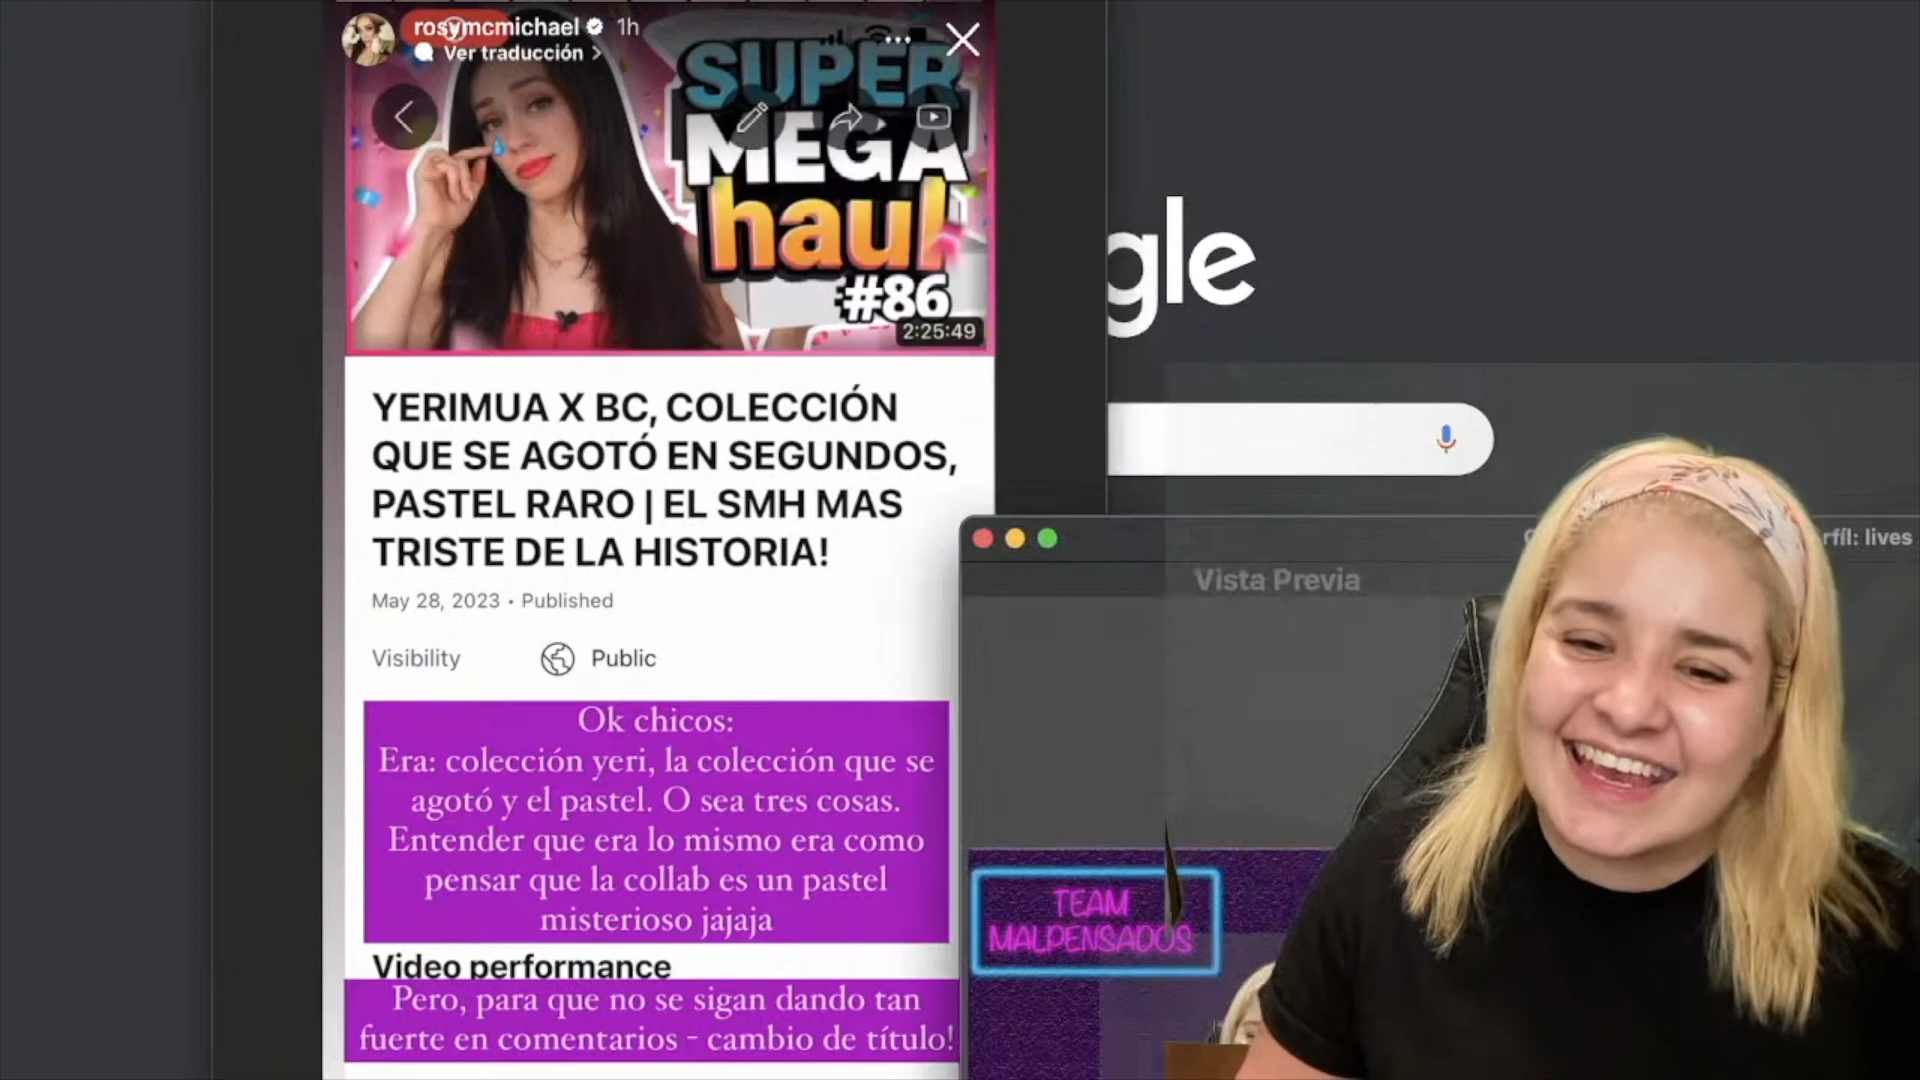 rosymcmichael 1h
Ver traducción >
SUPER
MEGA
haul
#86
2:25:49
YERIMUA X BC, COLECCIÓN
QUE SE AGOTÓ EN SEGUNDOS,
PASTEL RARO | EL SMH MAS
TRISTE DE LA HISTORIA!
May 28, 2023 • Published
Visibility Public
Ok chicos:
Era: colección yeri, la colección que se
agotó y el pastel. O sea tres cosas.
Entender que era lo mismo era como
pensar que la collab es un pastel
misterioso jajaja
Video performance
Pero, para que no se sigan dando tan
fuerte en comentarios - cambio de título!
gle
rfíl: lives
Vista Previa
TEAM
MALPENSADOS